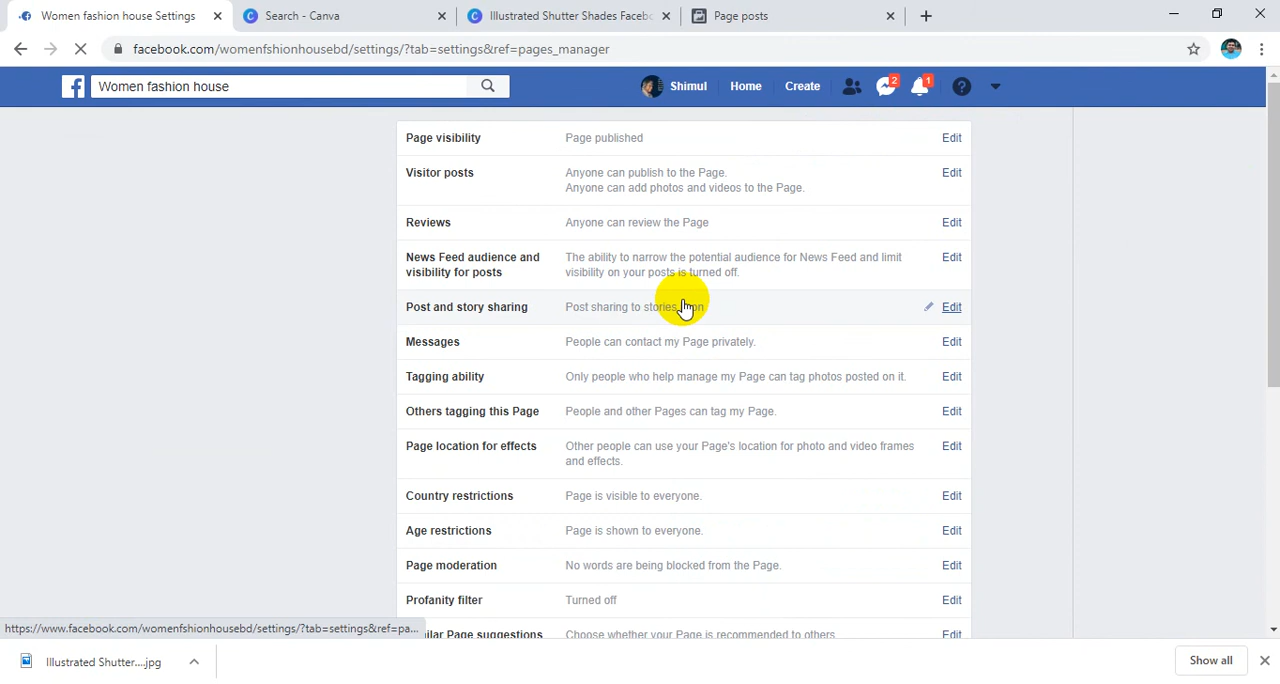 Women fashion house Settings
Search - Canva
Illustrated Shutter Shades Faceb
Page posts
facebook.com/womenfshionhousebd/settings/?tab=settings&ref=pages_manager
Women fashion house
Shimul
Home
Create
2
1
Page visibility
Page published
Edit
Visitor posts
Anyone can publish to the Page.
Anyone can add photos and videos to the Page.
Edit
Reviews
Anyone can review the Page
Edit
News Feed audience and
visibility for posts
The ability to narrow the potential audience for News Feed and limit
visibility on your posts is turned off.
Edit
Post and story sharing
Post sharing to stories on
Edit
Messages
People can contact my Page privately.
Edit
Tagging ability
Only people who help manage my Page can tag photos posted on it.
Edit
Others tagging this Page
People and other Pages can tag my Page.
Edit
Page location for effects
Other people can use your Page's location for photo and video frames
and effects.
Edit
Country restrictions
Page is visible to everyone.
Edit
Age restrictions
Page is shown to everyone.
Edit
Page moderation
No words are being blocked from the Page.
Edit
Profanity filter
Turned off
Edit
https://www.facebook.com/womenfshionhousebd/settings/?tab=settings&ref=pa...
ilar Page suggestions
Choose whether your Page is recommended to others
Edit
Illustrated Shutter....jpg
Show all